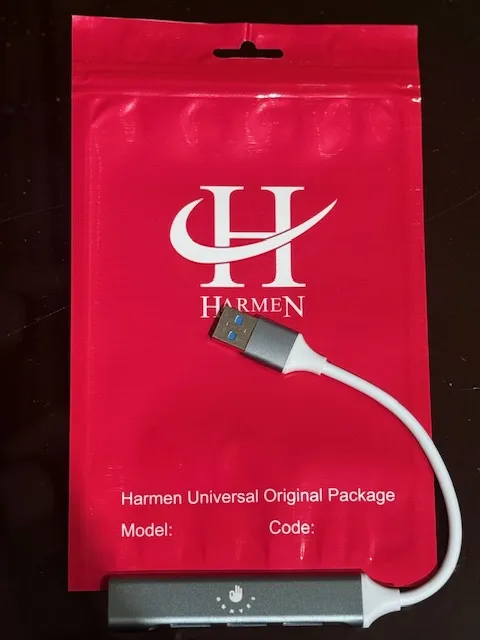 H
HARMEN
Harmen Universal Original Package
Model: Code: